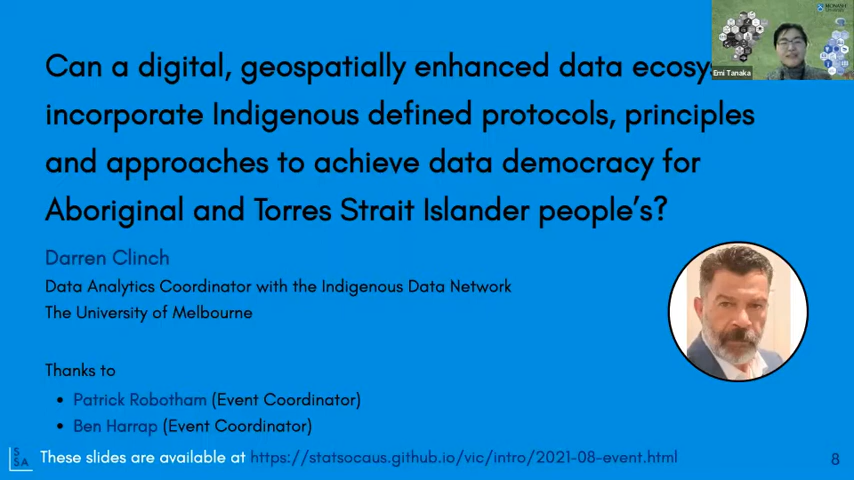 Can a digital, geospatially enhanced data ecosy
incorporate Indigenous defined protocols, principles
and approaches to achieve data democracy for
Aboriginal and Torres Strait Islander people's?
Darren Clinch
Data Analytics Coordinator with the Indigenous Data Network
The University of Melbourne
Thanks to
• Patrick Robotham (Event Coordinator)
• Ben Harrap (Event Coordinator)
These slides are available at https://statsocaus.github.io/vic/intro/2021-08-event.html
8
S
SA
Emi Tanaka
MONASH